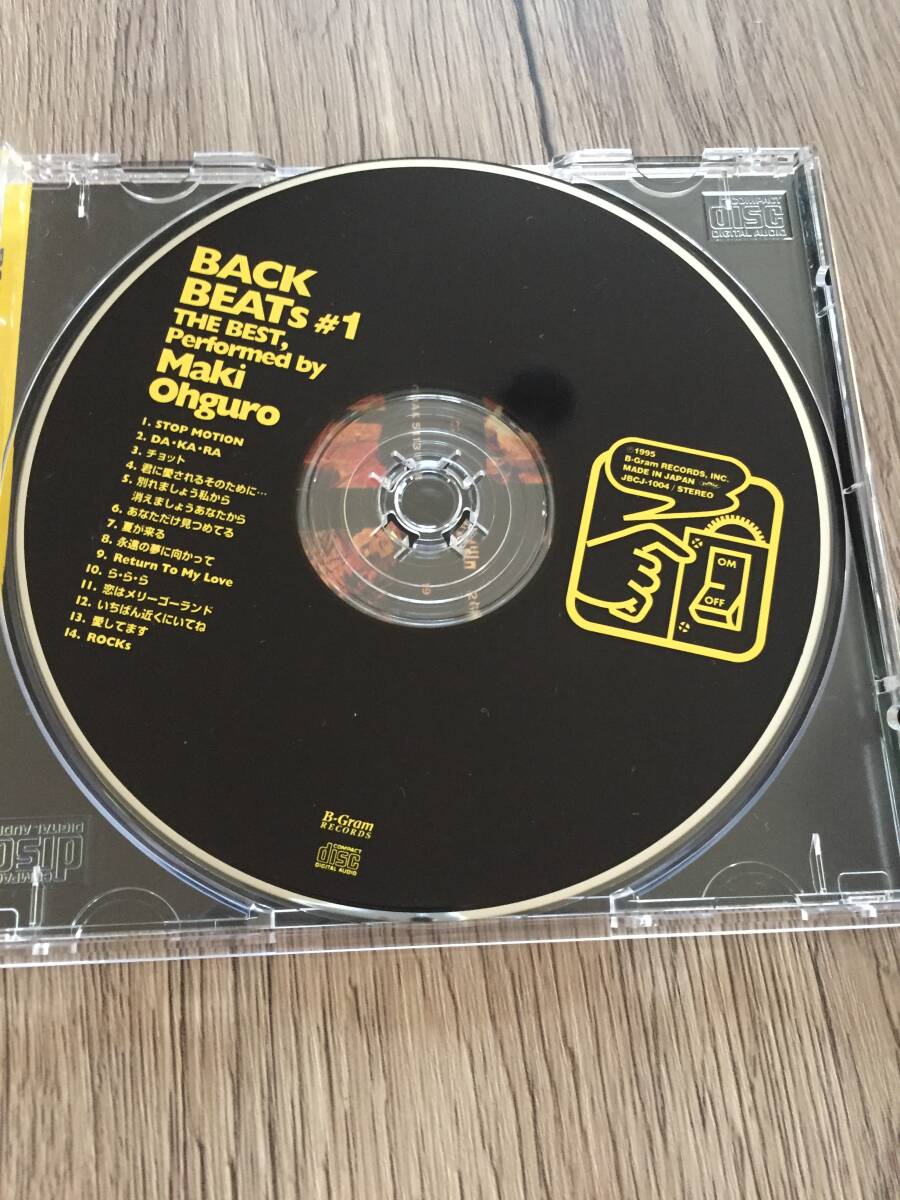 BACK
BEATs #1
THE BEST,
Performed by
Maki
Ohguro
1. STOP MOTION
2. DA・KA・RA
3. チョット
4. 君に愛されるそのために…
5. 別れましょう私から
消えましょうあなたから
6. あなただけ見つめてる
7. 夏が来る
8. 永遠の夢に向かって
9. Return To My Love
10. ら・ら・ら
11. 恋はメリーゴーランド
12. いちばん近くにいてね
13. 愛してます
14. ROCKs
℗1995
B-Gram RECORDS, INC.
MADE IN JAPAN
JBCJ-1004 / STEREO
OM
OFF
B-Gram
RECORDS
COMPACT
disc
DIGITAL AUDIO
COMPACT
disc
DIGITAL AUDIO